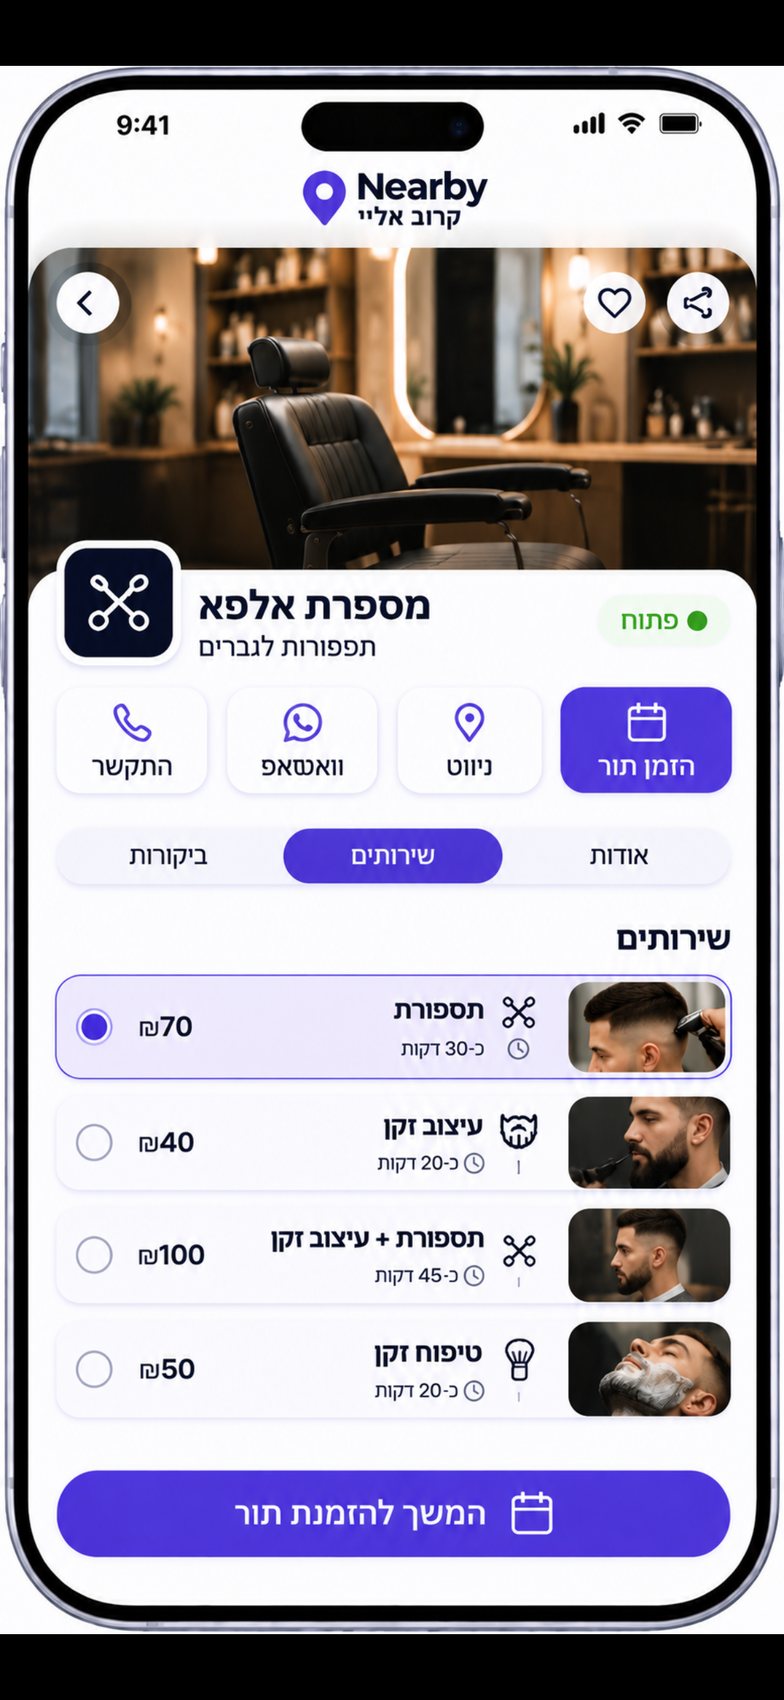 9:41
Nearby
קרוב אליי
מספרת אלפא
תפפורות לגברים
פתוח
הזמן תור
ניווט
וואטסאפ
התקשר
אודות
שירותים
ביקורות
שירותים
תספורת
כ-30 דקות
₪70
עיצוב זקן
כ-20 דקות
₪40
תספורת + עיצוב זקן
כ-45 דקות
₪100
טיפוח זקן
כ-20 דקות
₪50
המשך להזמנת תור